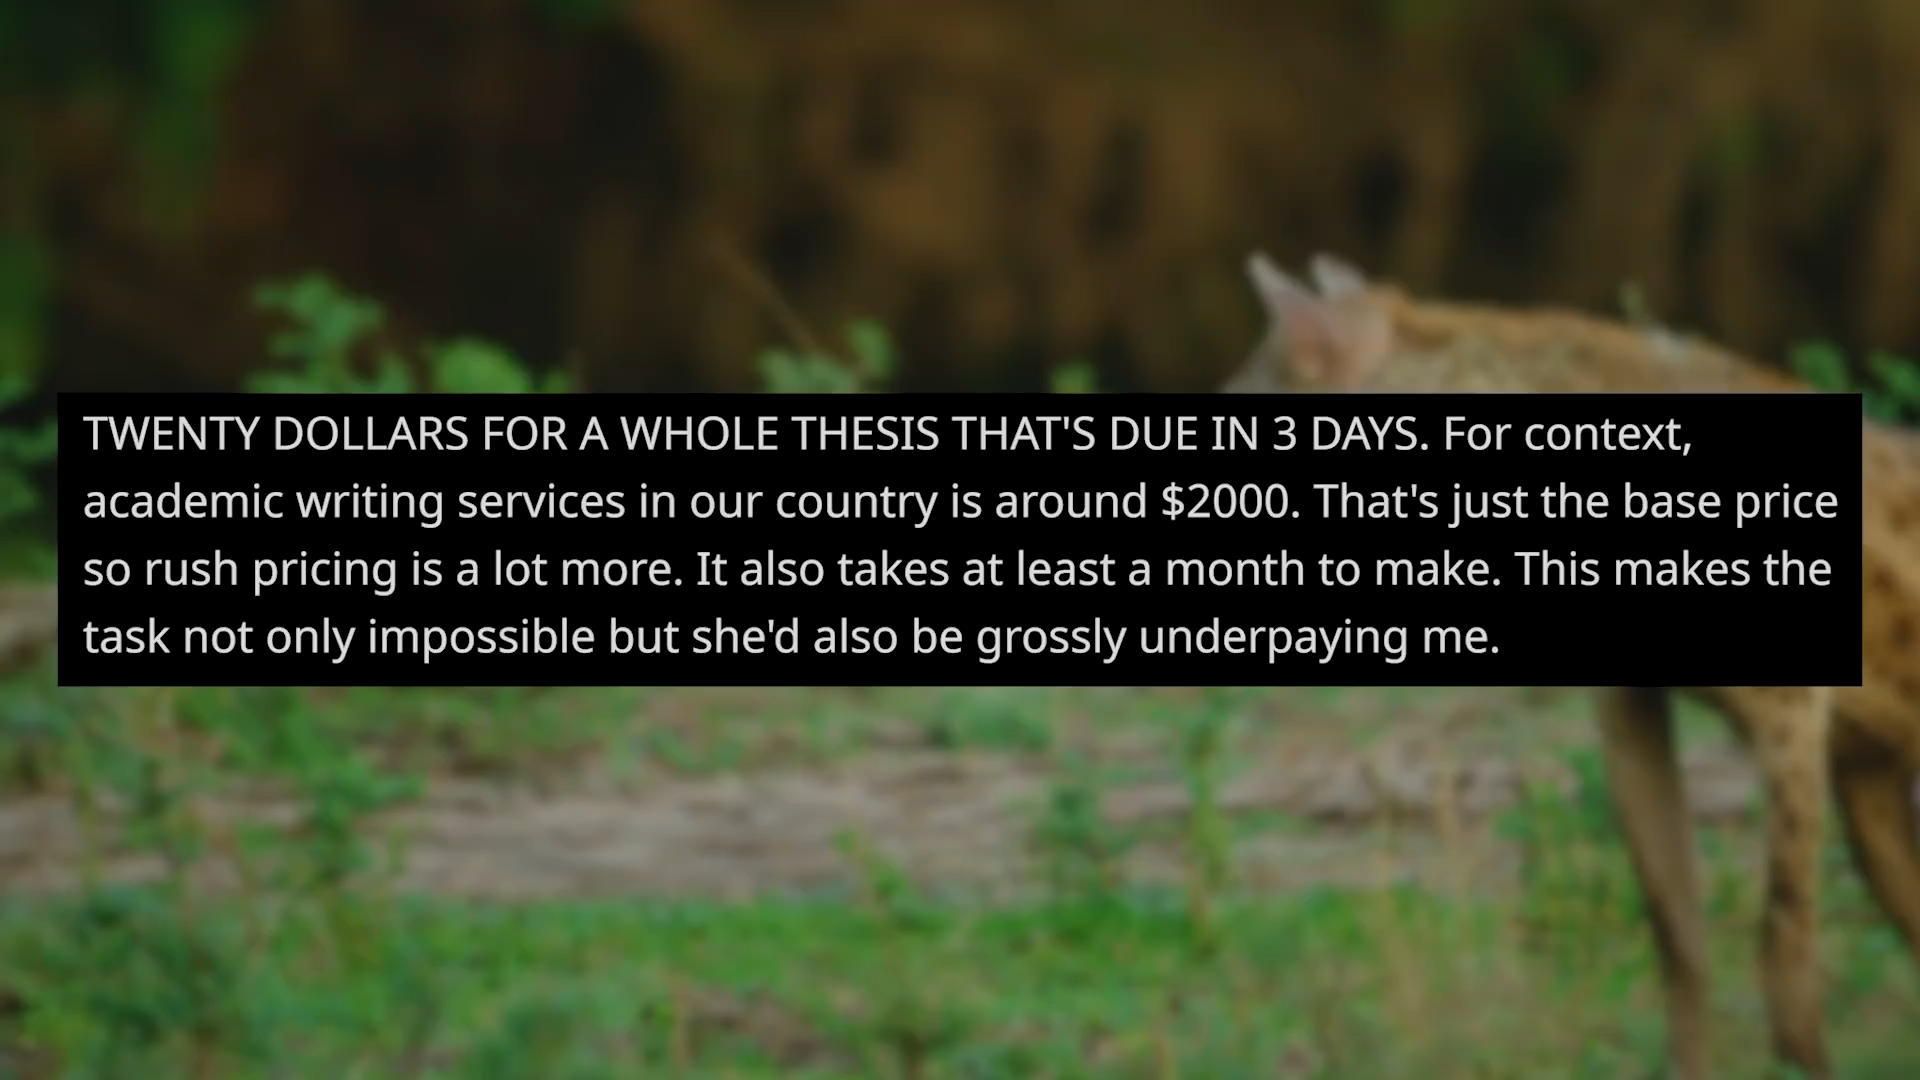 TWENTY DOLLARS FOR A WHOLE THESIS THAT'S DUE IN 3 DAYS. For context,
academic writing services in our country is around $2000. That's just the base price
so rush pricing is a lot more. It also takes at least a month to make. This makes the
task not only impossible but she'd also be grossly underpaying me.